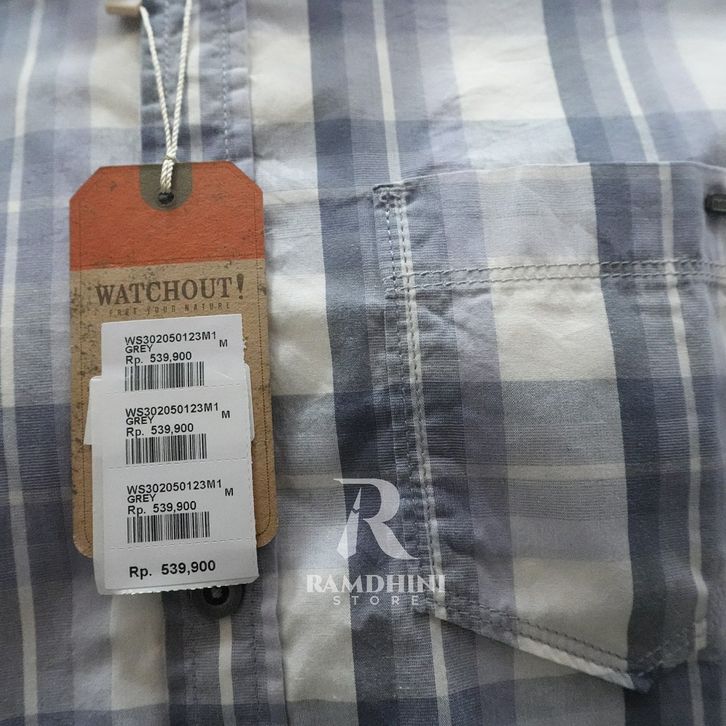 WATCHOUT!
FREE YOUR NATURE
WS302050123M1
GREY M
Rp. 539,900
WS302050123M1
GREY M
Rp. 539,900
WS302050123M1
GREY M
Rp. 539,900
Rp. 539,900
R
RAMDHINI
STORE